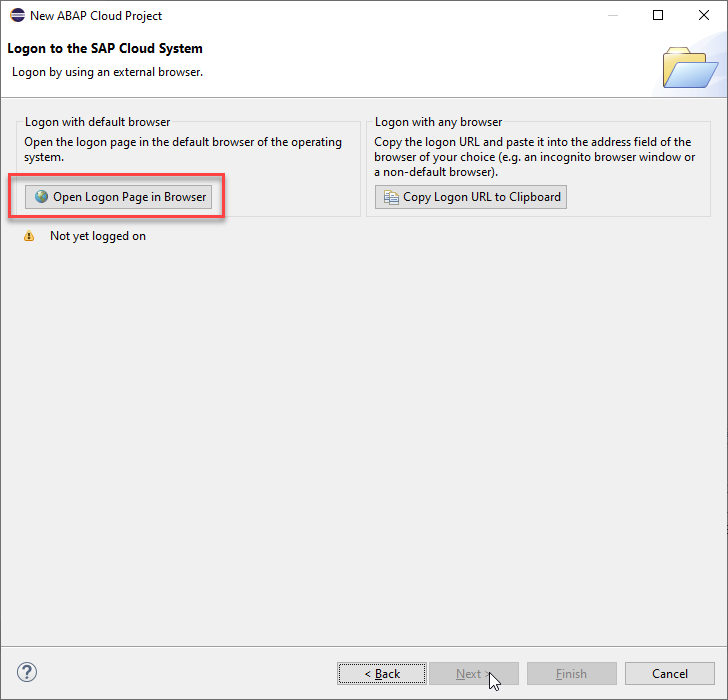 New ABAP Cloud Project
Logon to the SAP Cloud System
Logon by using an external browser.
Logon with default browser
Open the logon page in the default browser of the operating
system.
Open Logon Page in Browser
Logon with any browser
Copy the logon URL and paste it into the address field of the
browser of your choice (e.g. an incognito browser window or
a non-default browser).
Copy Logon URL to Clipboard
Not yet logged on
?
< Back
Next >
Finish
Cancel